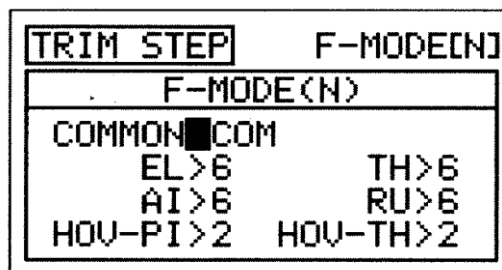 TRIM STEP F-MODE[N]
F-MODE(N)
COMMON COM
EL>6 TH>6
AI>6 RU>6
HOV-PI>2 HOV-TH>2